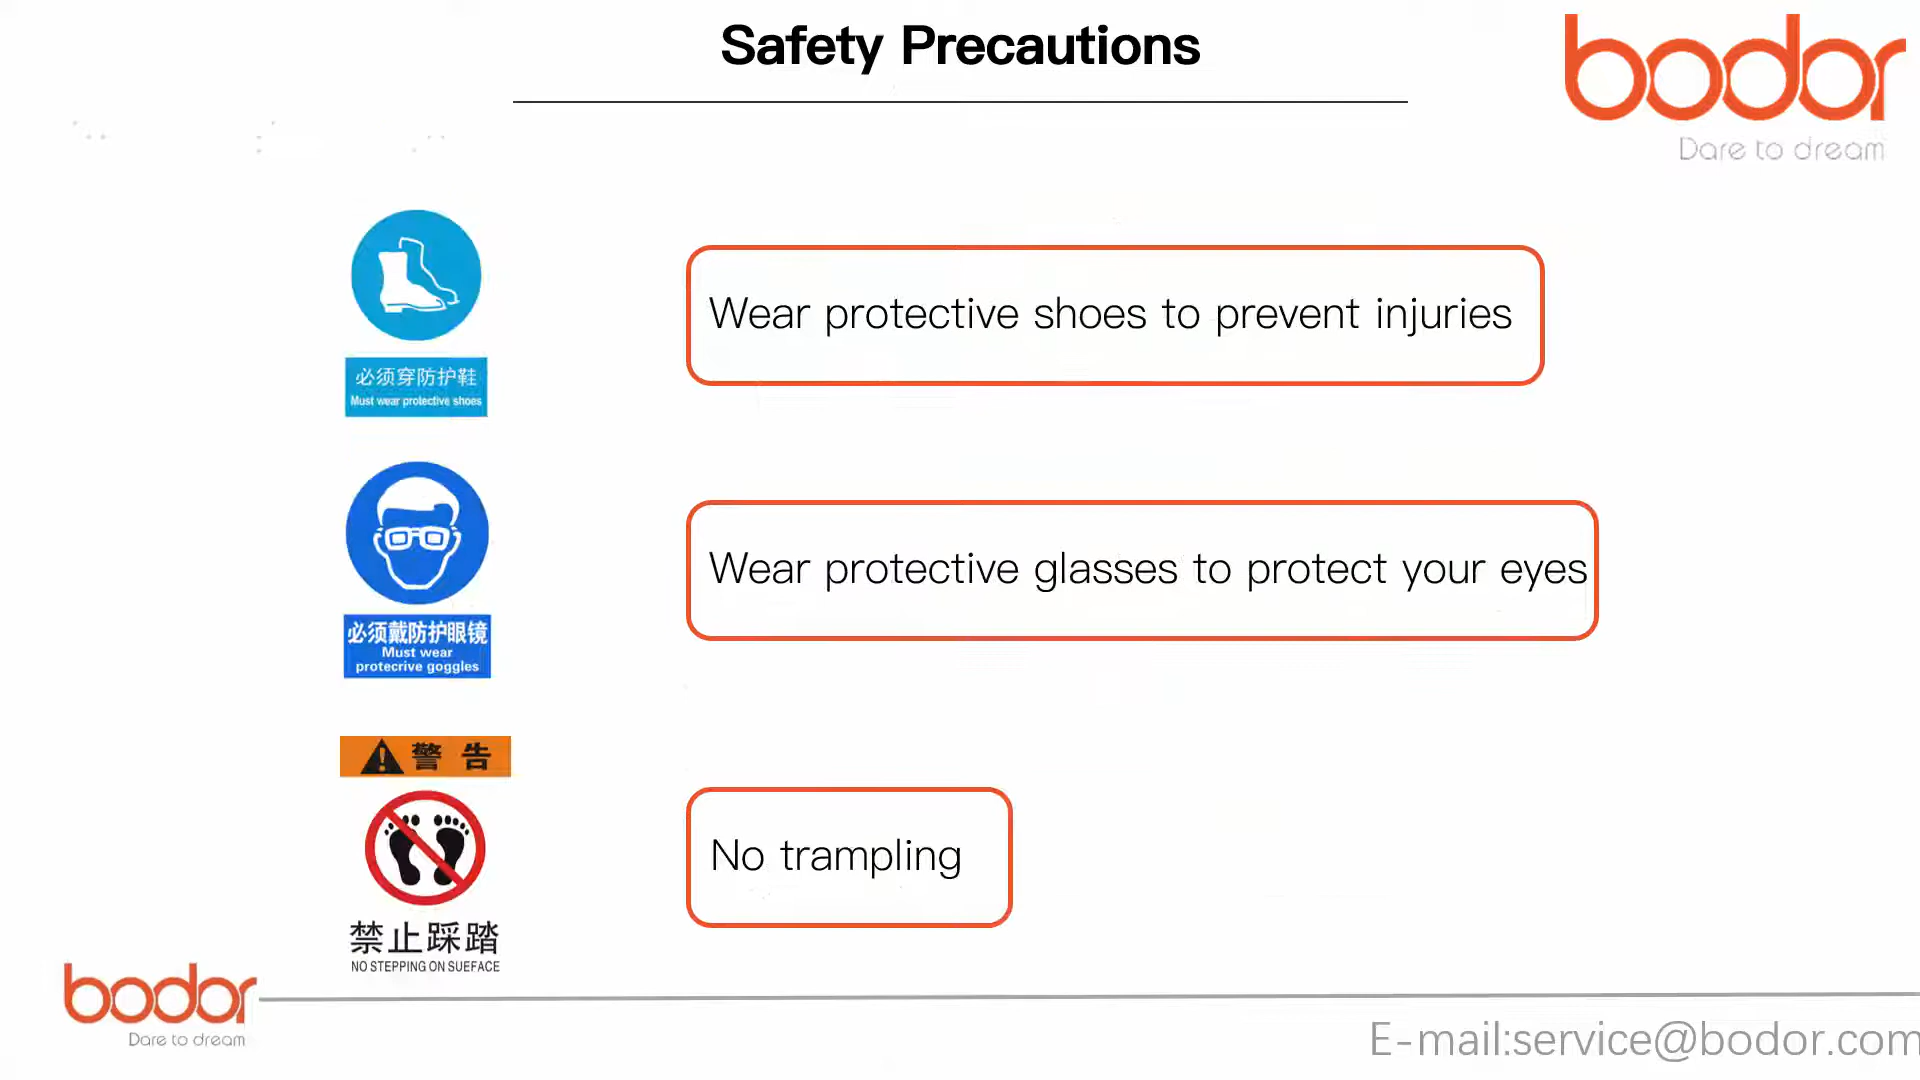 Safety Precautions
bodor
Dare to dream
必须穿防护鞋
Must wear protective shoes
Wear protective shoes to prevent injuries
必须戴防护眼镜
Must wear
protecrive goggles
Wear protective glasses to protect your eyes
警 告
禁止踩踏
NO STEPPING ON SUEFACE
No trampling
bodor
Dare to dream
E-mail:service@bodor.com